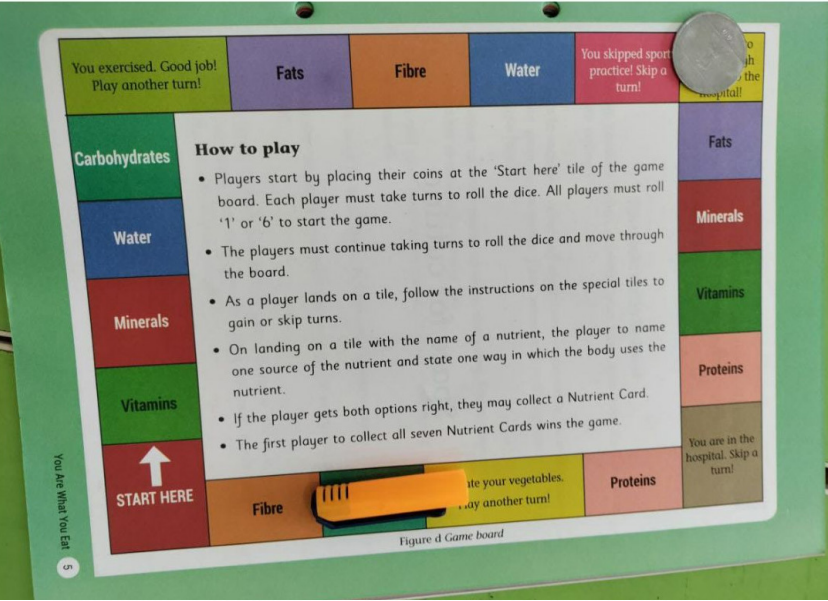 You exercised. Good job!
Play another turn!
Fats
Fibre
Water
You skipped sport
practice! Skip a
turn!
the
Carbohydrates
Water
Minerals
Vitamins
START HERE
How to play
• Players start by placing their coins at the ‘Start here’ tile of the game
board. Each player must take turns to roll the dice. All players must roll
‘1’ or ‘6’ to start the game.
• The players must continue taking turns to roll the dice and move through
the board.
• As a player lands on a tile, follow the instructions on the special tiles to
gain or skip turns.
• On landing on a tile with the name of a nutrient, the player to name
one source of the nutrient and state one way in which the body uses the
nutrient.
• If the player gets both options right, they may collect a Nutrient Card.
• The first player to collect all seven Nutrient Cards wins the game.
Fats
Minerals
Vitamins
Proteins
You are in the
hospital. Skip a
turn!
Fibre
your vegetables.
another turn!
Proteins
Figure d Game board
You Are What You Eat 5